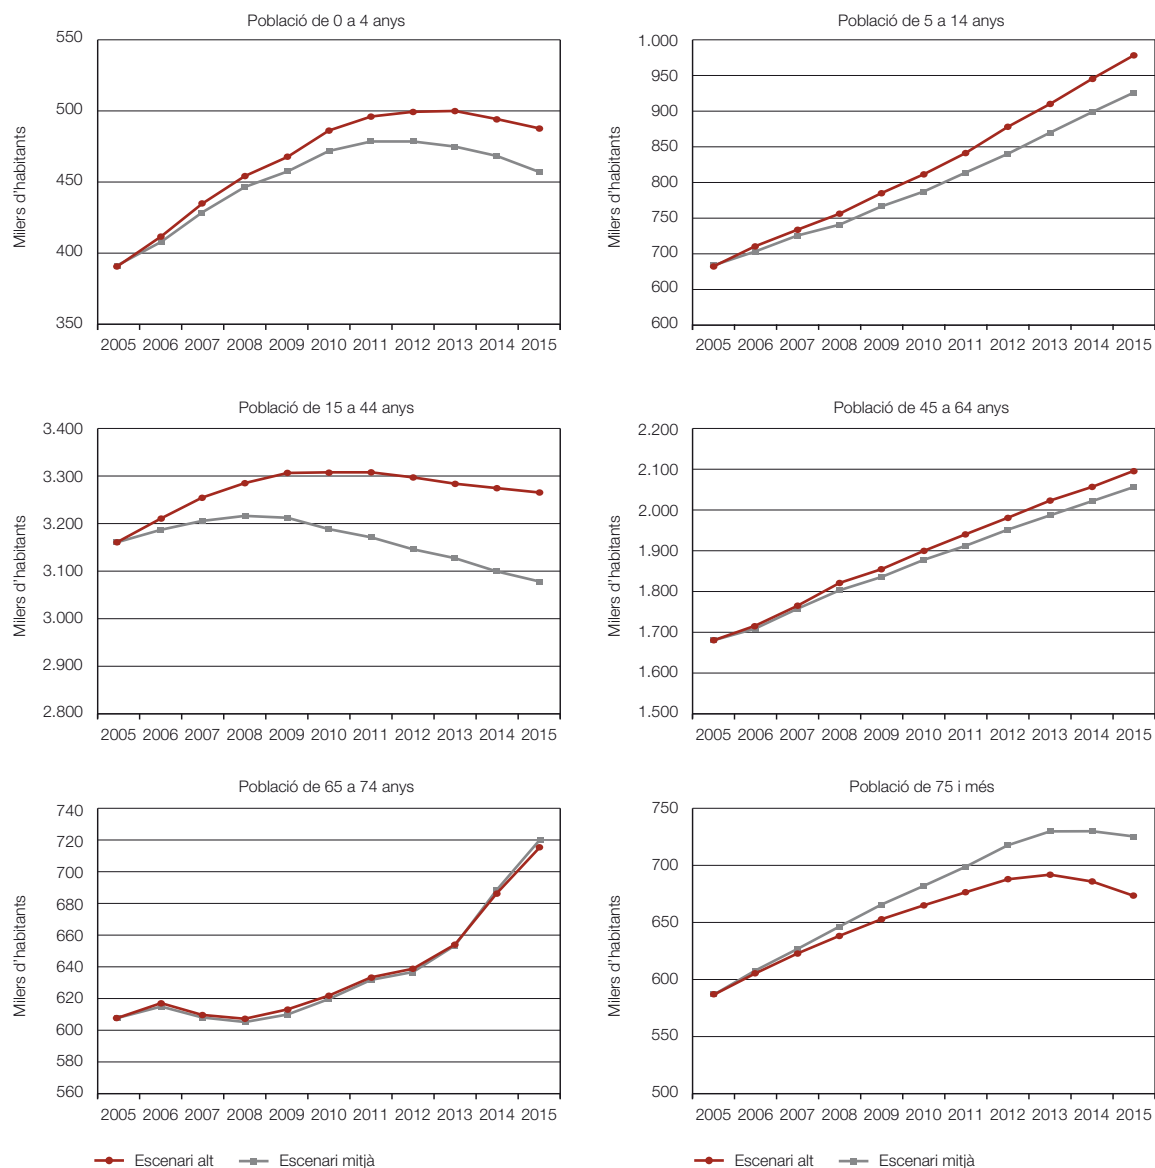 Població de 0 a 4 anys
Milers d'habitants
550
500
450
400
350
2005 2006 2007 2008 2009 2010 2011 2012 2013 2014 2015
Població de 5 a 14 anys
Milers d'habitants
1.000
950
900
850
800
750
700
600
600
2005 2006 2007 2008 2009 2010 2011 2012 2013 2014 2015
Població de 15 a 44 anys
Milers d'habitants
3.400
3.300
3.200
3.100
3.000
2.900
2.800
2005 2006 2007 2008 2009 2010 2011 2012 2013 2014 2015
Població de 45 a 64 anys
Milers d'habitants
2.200
2.100
2.000
1.900
1.800
1.700
1.600
1.500
2005 2006 2007 2008 2009 2010 2011 2012 2013 2014 2015
Població de 65 a 74 anys
Milers d'habitants
740
720
700
680
660
640
620
600
580
560
2005 2006 2007 2008 2009 2010 2011 2012 2013 2014 2015
Població de 75 i més
Milers d'habitants
750
700
650
600
550
500
2005 2006 2007 2008 2009 2010 2011 2012 2013 2014 2015
Escenari alt Escenari mitjà
Escenari alt Escenari mitjà